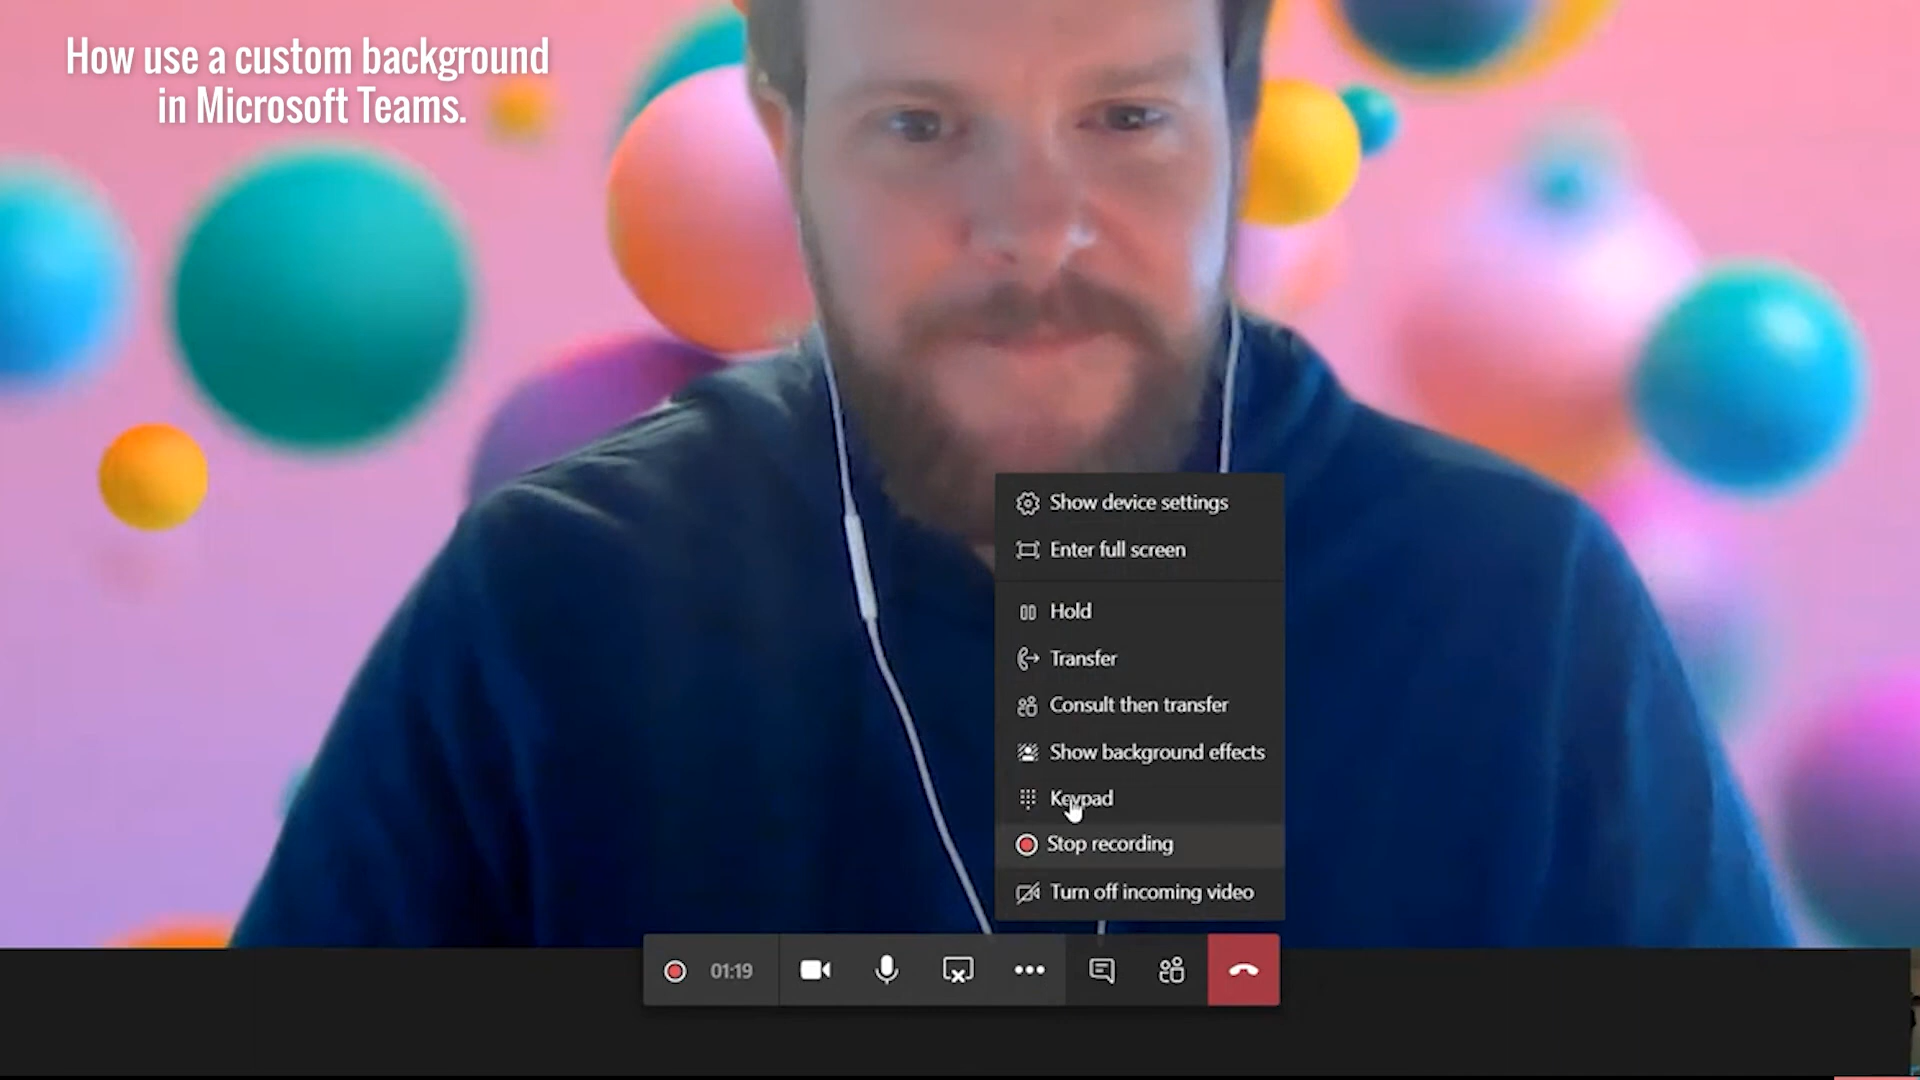 How use a custom background
in Microsoft Teams.
Show device settings
Enter full screen
Hold
Transfer
Consult then transfer
Show background effects
Keypad
Stop recording
Turn off incoming video
01:19